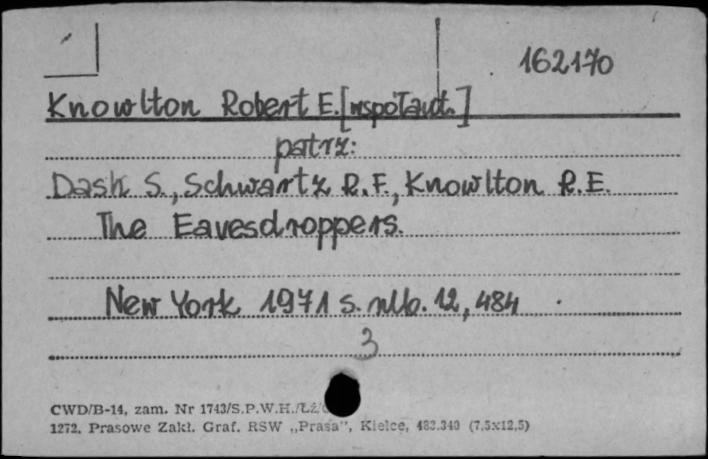 162170
Knowlton Robert E. [współaut.]
patrz:
Dash S., Schwartz R.F., Knowlton R.E.
The Eavesdroppers.
New York 1971 s. nlb. 12, 484
3
CWD/B-14, zam. Nr 1743/S.P.W.H./Łż/
1272. Prasowe Zakł. Graf. RSW „Prasa”, Kielce, 483.340 (7,5x12,5)